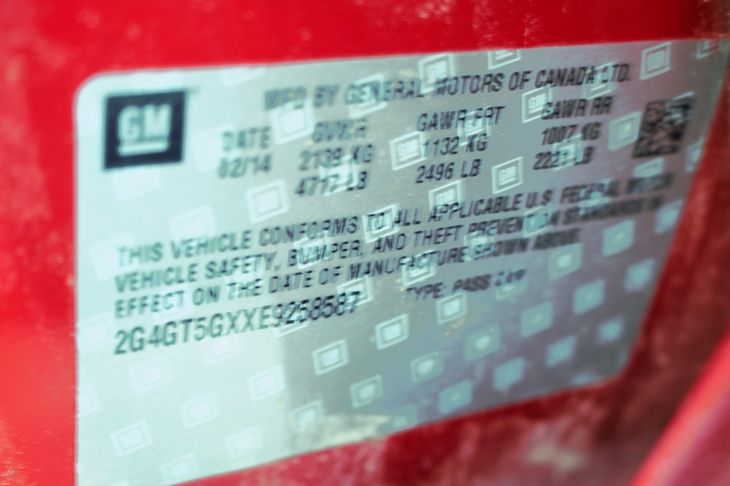 GM
MFD BY GENERAL MOTORS OF CANADA LTD.
DATE GVWR GAWR FRT GAWR RR
02/14 2139 KG 1132 KG 1007 KG
4717 LB 2496 LB 2221 LB
THIS VEHICLE CONFORMS TO ALL APPLICABLE U.S. FEDERAL MOTOR
VEHICLE SAFETY, BUMPER, AND THEFT PREVENTION STANDARDS IN
EFFECT ON THE DATE OF MANUFACTURE SHOWN ABOVE.
2G4GT5GXXE9258587 TYPE: PASS CAR